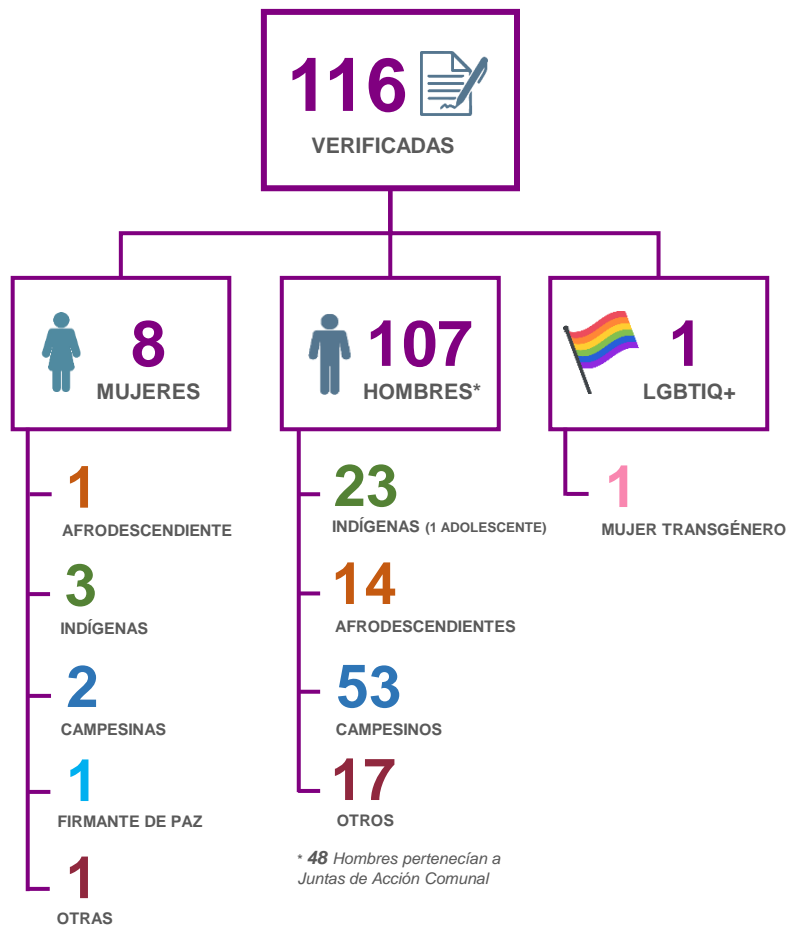 116
VERIFICADAS
8
MUJERES
1
AFRODESCENDIENTE
3
INDÍGENAS
2
CAMPESINAS
1
FIRMANTE DE PAZ
1
OTRAS
107
HOMBRES*
23
INDÍGENAS (1 ADOLESCENTE)
14
AFRODESCENDIENTES
53
CAMPESINOS
17
OTROS
* 48 Hombres pertenecían a
Juntas de Acción Comunal
1
LGBTIQ+
1
MUJER TRANSGÉNERO